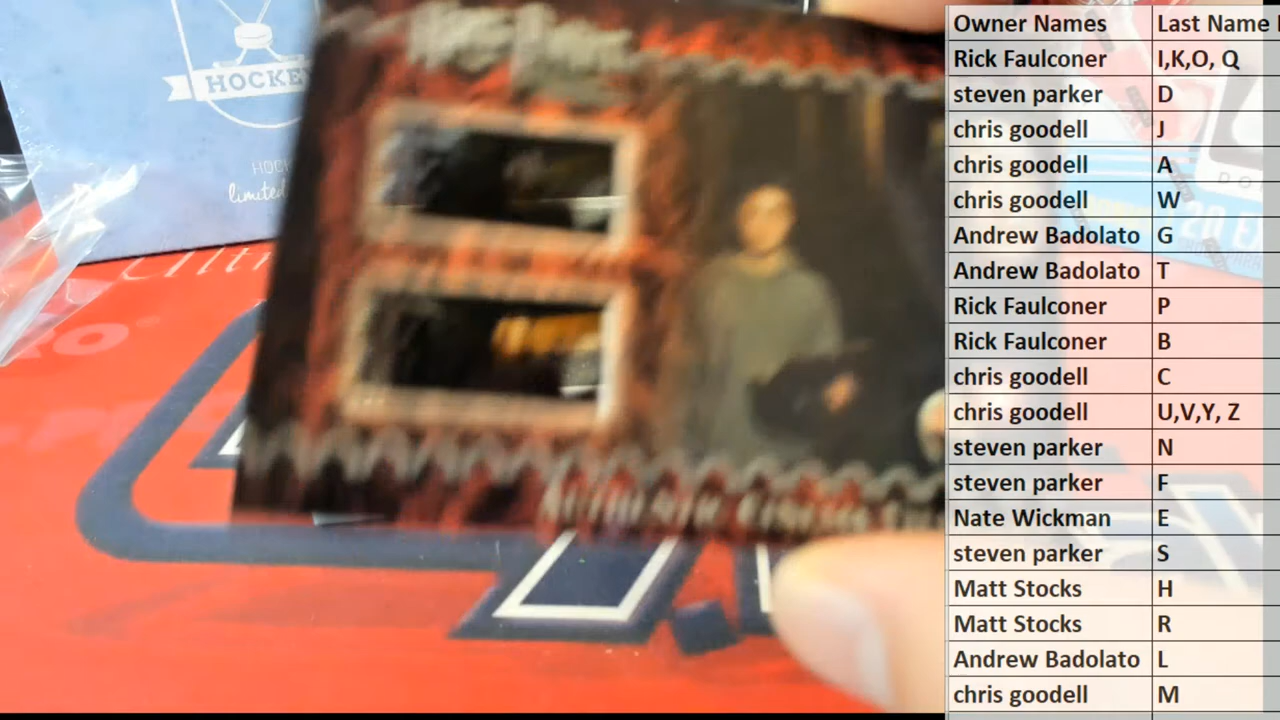 HOCKEY
limited
Owner Names Last Name
Rick Faulconer I,K,O, Q
steven parker D
chris goodell J
chris goodell A
chris goodell W
Andrew Badolato G
Andrew Badolato T
Rick Faulconer P
Rick Faulconer B
chris goodell C
chris goodell U,V,Y, Z
steven parker N
steven parker F
Nate Wickman E
steven parker S
Matt Stocks H
Matt Stocks R
Andrew Badolato L
chris goodell M